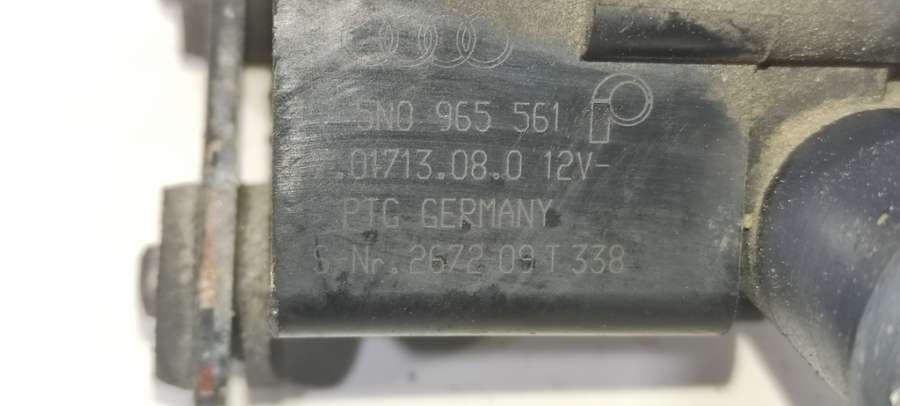 5N0 965 561
.01713.08.0 12V-
PTG GERMANY
S-Nr. 2672 09 T 338